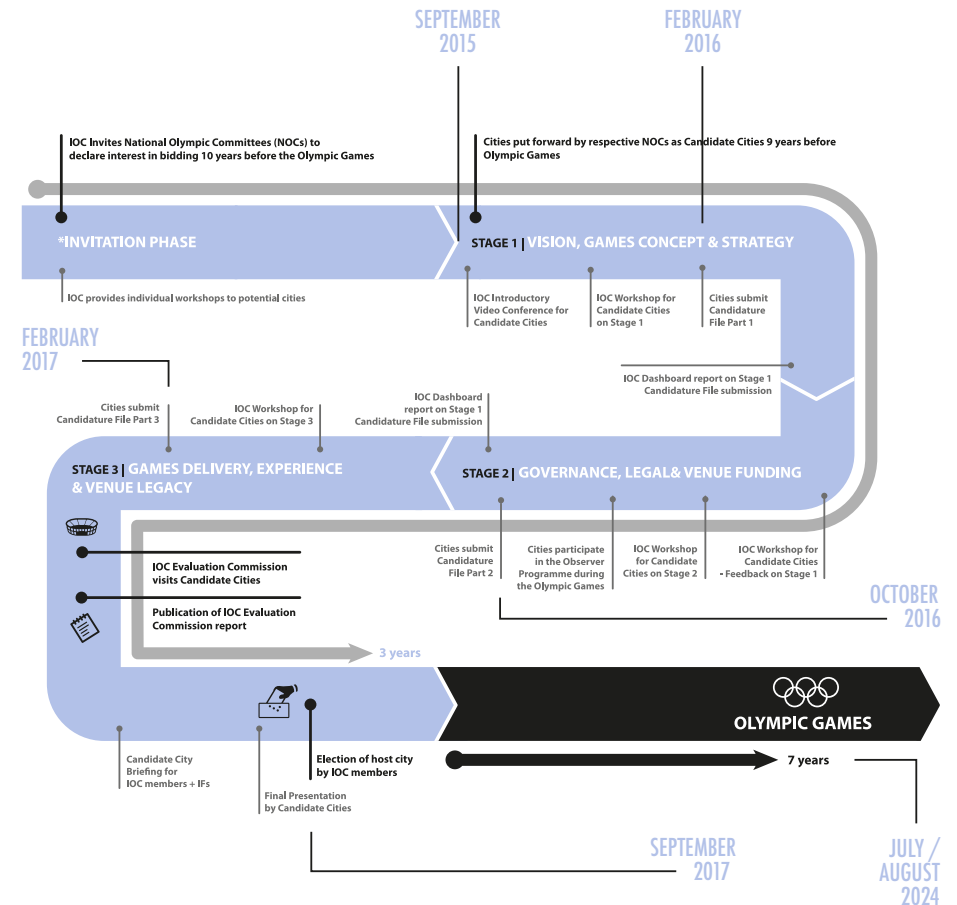 SEPTEMBER
2015
FEBRUARY
2016
IOC Invites National Olympic Committees (NOCs) to
declare interest in bidding 10 years before the Olympic Games
Cities put forward by respective NOCs as Candidate Cities 9 years before
Olympic Games
*INVITATION PHASE
STAGE 1 | VISION, GAMES CONCEPT & STRATEGY
IOC provides individual workshops to potential cities
IOC Introductory
Video Conference for
Candidate Cities
IOC Workshop for
Candidate Cities
on Stage 1
Cities submit
Candidature
File Part 1
FEBRUARY
2017
IOC Dashboard report on Stage 1
Candidature File submission
Cities submit
Candidature File Part 3
IOC Workshop for
Candidate Cities on Stage 3
IOC Dashboard
report on Stage 1
Candidature File submission
STAGE 3 | GAMES DELIVERY, EXPERIENCE
& VENUE LEGACY
STAGE 2 | GOVERNANCE, LEGAL& VENUE FUNDING
Cities submit
Candidature
File Part 2
Cities participate
in the Observer
Programme during
the Olympic Games
IOC Workshop
for Candidate
Cities on Stage 2
IOC Workshop for
Candidate Cities
- Feedback on Stage 1
IOC Evaluation Commission
visits Candidate Cities
Publication of IOC Evaluation
Commission report
OCTOBER
2016
3 years
OLYMPIC GAMES
Candidate City
Briefing for
IOC members + IFs
Election of host city
by IOC members
Final Presentation
by Candidate Cities
7 years
SEPTEMBER
2017
JULY /
AUGUST
2024